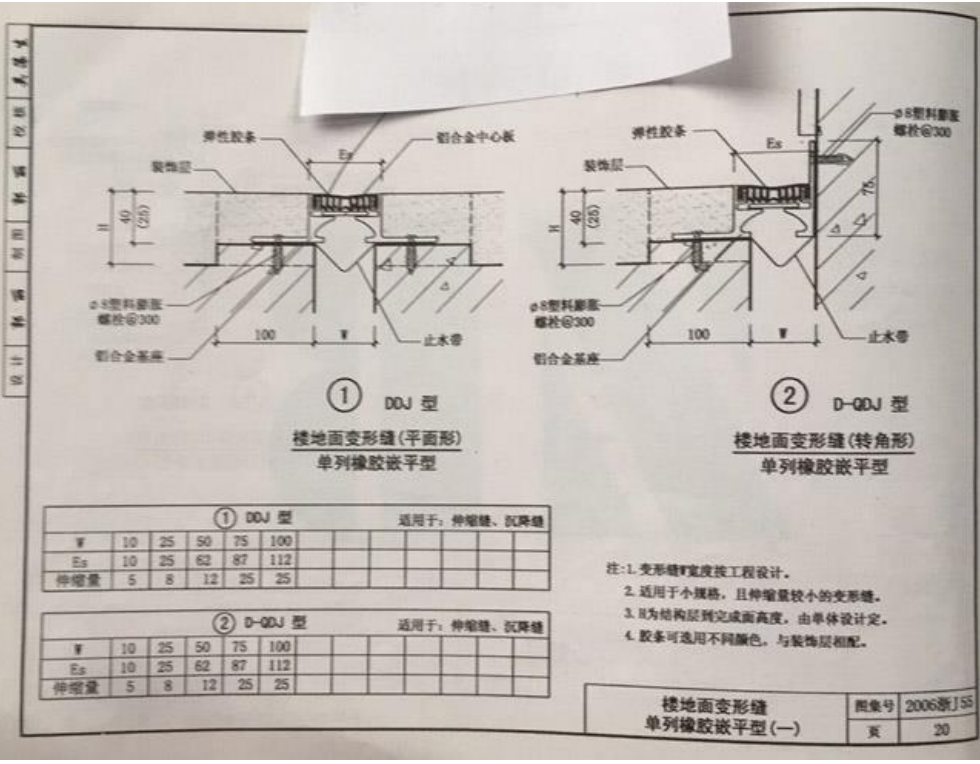 弹性胶条
铝合金中心板
装饰层
Es
H
40
(25)
ø8塑料膨胀
螺栓@300
铝合金基座
100
W
止水带
① DDJ 型
楼地面变形缝(平面形)
单列橡胶嵌平型
弹性胶条
装饰层
Es
ø8塑料膨胀
螺栓@300
75
H
40
(25)
ø8塑料膨胀
螺栓@300
铝合金基座
100
W
止水带
② D-QDJ 型
楼地面变形缝(转角形)
单列橡胶嵌平型
① DDJ 型 适用于: 伸缩缝、沉降缝
W 10 25 50 75 100
Es 10 25 62 87 112
伸缩量 5 8 12 25 25
② D-QDJ 型 适用于: 伸缩缝、沉降缝
W 10 25 50 75 100
Es 10 25 62 87 112
伸缩量 5 8 12 25 25
注:1. 变形缝W宽度按工程设计。
2. 适用于小规格, 且伸缩量较小的变形缝。
3. H为结构层到完成面高度, 由单体设计定。
4. 胶条可选用不同颜色, 与装饰层相配。
楼地面变形缝
单列橡胶嵌平型(一)
图集号 2006浙J55
页 20
校核
制图
设计